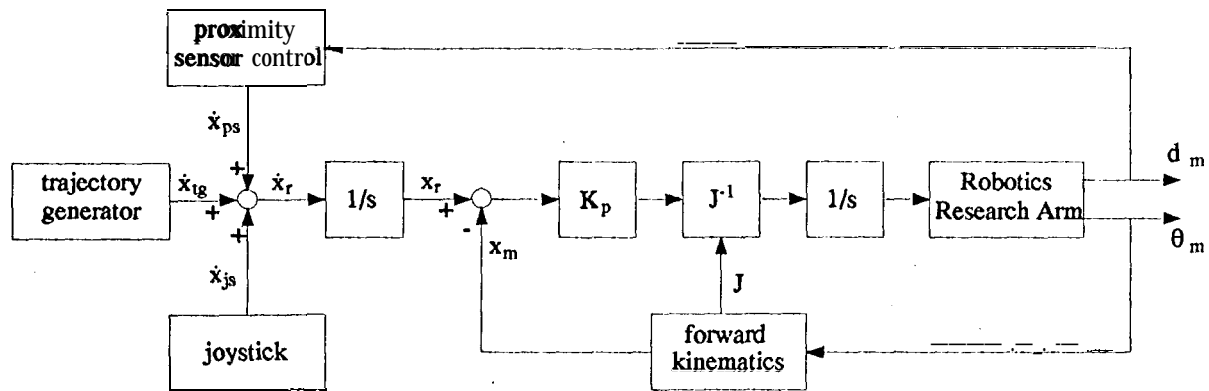 proximity
sensor control
ẋps
+
d m
trajectory
generator
ẋtg
+
ẋr
1/s
xr
+
-
Kp
J-1
1/s
Robotics
Research Arm
θm
+
xm
ẋjs
J
joystick
forward
kinematics